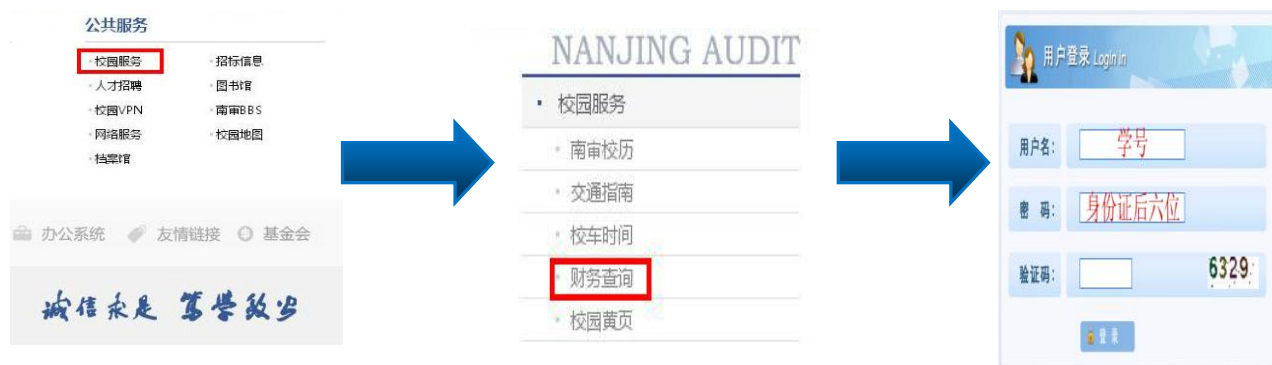 公共服务
·校园服务 ·招标信息
·人才招聘 ·图书馆
·校园VPN ·南审BBS
·网络服务 ·校园地图
·档案馆
办公系统 友情链接 基金会
诚信求是 笃学致公
NANJING AUDIT
· 校园服务
· 南审校历
· 交通指南
· 校车时间
· 财务查询
· 校园黄页
用户登录 Login in
用户名: 学号
密 码: 身份证后六位
验证码: 6329
登录